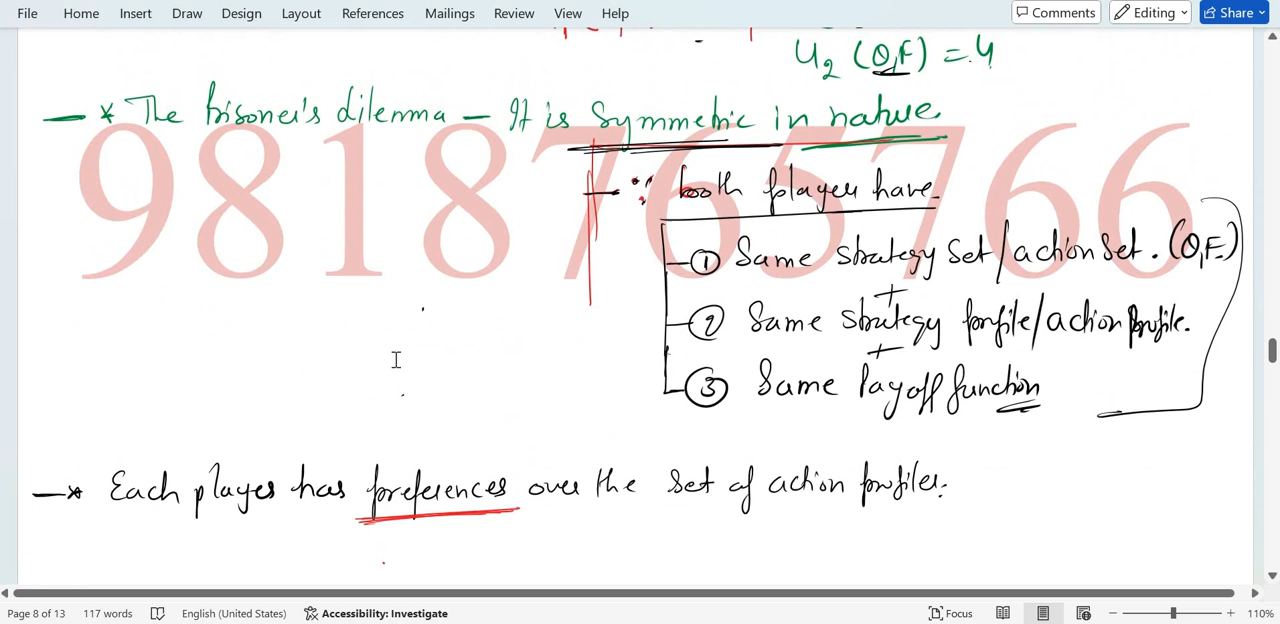 File Home Insert Draw Design Layout References Mailings Review View Help Comments Editing Share
U2 (Q,F) = 4
* The Prisoner's dilemma – It is Symmetric in nature.
9818765766
∵ both players have
① Same strategy Set/action Set. (Q,F)
+
② Same strategy profile/action profile.
+
③ Same Payoff function
* Each player has preferences over the set of action profiles.
Page 8 of 13 117 words English (United States) Accessibility: Investigate Focus 110%